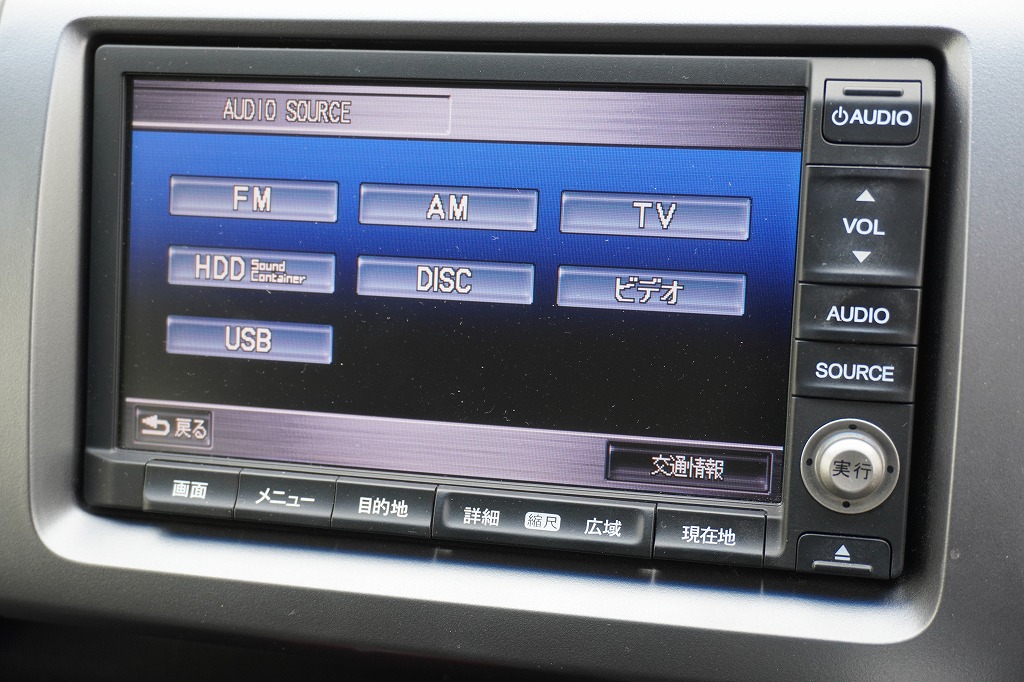 AUDIO SOURCE
FM AM TV
HDD Sound Container DISC ビデオ
USB
戻る
交通情報
画面 メニュー 目的地 詳細 縮尺 広域 現在地
AUDIO
VOL
AUDIO
SOURCE
実行